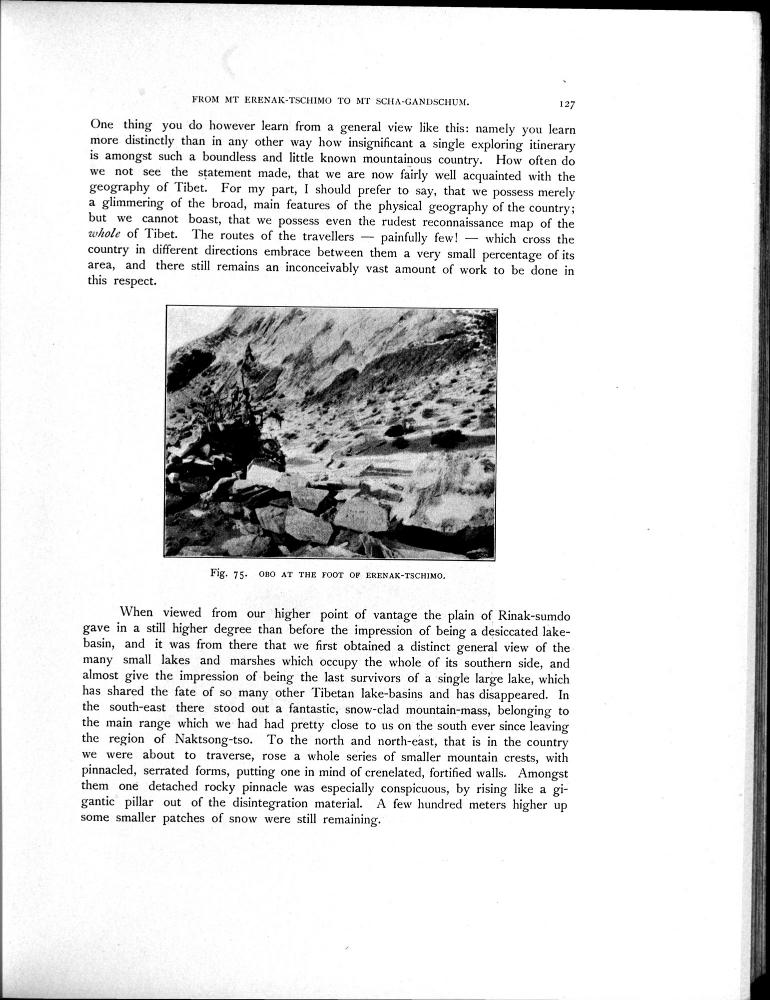 FROM MT ERENAK-TSCHIMO TO MT SCHA-GANDSCHUM. 127
One thing you do however learn from a general view like this: namely you learn
more distinctly than in any other way how insignificant a single exploring itinerary
is amongst such a boundless and little known mountainous country. How often do
we not see the statement made, that we are now fairly well acquainted with the
geography of Tibet. For my part, I should prefer to say, that we possess merely
a glimmering of the broad, main features of the physical geography of the country;
but we cannot boast, that we possess even the rudest reconnaissance map of the
whole of Tibet. The routes of the travellers — painfully few! — which cross the
country in different directions embrace between them a very small percentage of its
area, and there still remains an inconceivably vast amount of work to be done in
this respect.
Fig. 75. OBO AT THE FOOT OF ERENAK-TSCHIMO.
When viewed from our higher point of vantage the plain of Rinak-sumdo
gave in a still higher degree than before the impression of being a desiccated lake-
basin, and it was from there that we first obtained a distinct general view of the
many small lakes and marshes which occupy the whole of its southern side, and
almost give the impression of being the last survivors of a single large lake, which
has shared the fate of so many other Tibetan lake-basins and has disappeared. In
the south-east there stood out a fantastic, snow-clad mountain-mass, belonging to
the main range which we had had pretty close to us on the south ever since leaving
the region of Naktsong-tso. To the north and north-east, that is in the country
we were about to traverse, rose a whole series of smaller mountain crests, with
pinnacled, serrated forms, putting one in mind of crenelated, fortified walls. Amongst
them one detached rocky pinnacle was especially conspicuous, by rising like a gi-
gantic pillar out of the disintegration material. A few hundred meters higher up
some smaller patches of snow were still remaining.